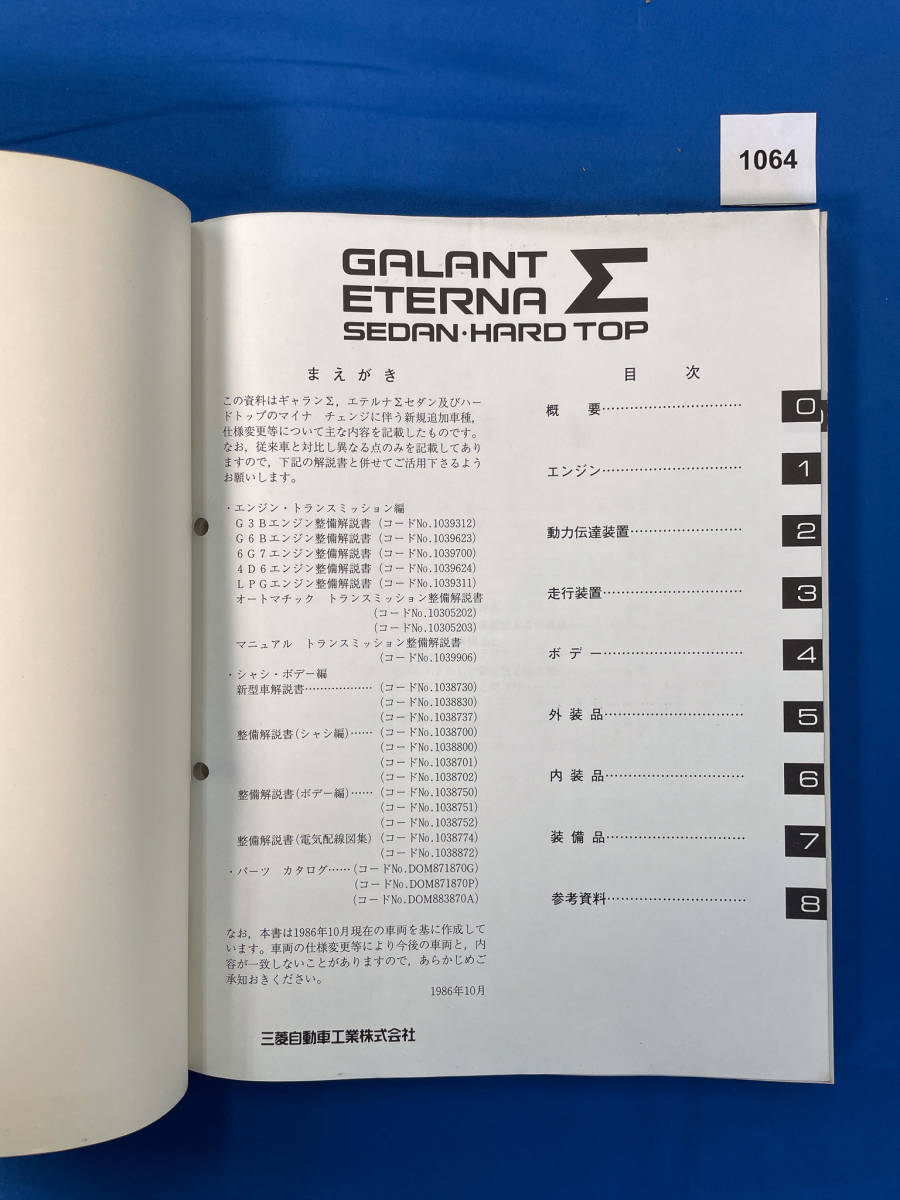 1064
GALANT
ETERNA Σ
SEDAN・HARD TOP
まえがき
この資料はギャランΣ，エテルナΣセダン及びハー
ドトップのマイナ　チェンジに伴う新規追加車種，
仕様変更等について主な内容を記載したものです。
なお，従来車と対比し異なる点のみを記載してあり
ますので，下記の解説書と併せてご活用下さるよう
お願いします。
・エンジン・トランスミッション編
G3Bエンジン整備解説書（コードNo.1039312）
G6Bエンジン整備解説書（コードNo.1039623）
6G7エンジン整備解説書（コードNo.1039700）
4D6エンジン整備解説書（コードNo.1039624）
LPGエンジン整備解説書（コードNo.1039311）
オートマチック　トランスミッション整備解説書
（コードNo.10305202）
（コードNo.10305203）
マニュアル　トランスミッション整備解説書
（コードNo.1039906）
・シャシ・ボデー編
新型車解説書………………（コードNo.1038730）
（コードNo.1038830）
（コードNo.1038737）
整備解説書（シャシ編）……（コードNo.1038700）
（コードNo.1038800）
（コードNo.1038701）
（コードNo.1038702）
整備解説書（ボデー編）……（コードNo.1038750）
（コードNo.1038751）
（コードNo.1038752）
整備解説書（電気配線図集）（コードNo.1038774）
（コードNo.1038872）
・パーツ　カタログ……（コードNo.DOM871870G）
（コードNo.DOM871870P）
（コードNo.DOM883870A）
なお，本書は1986年10月現在の車両を基に作成して
います。車両の仕様変更等により今後の車両と，内
容が一致しないことがありますので，あらかじめご
承知おきください。
1986年10月
三菱自動車工業株式会社
目　次
概　要…………………………… 0
エンジン…………………………… 1
動力伝達装置…………………… 2
走行装置…………………………… 3
ボデー…………………………… 4
外装品…………………………… 5
内装品…………………………… 6
装備品…………………………… 7
参考資料…………………………… 8